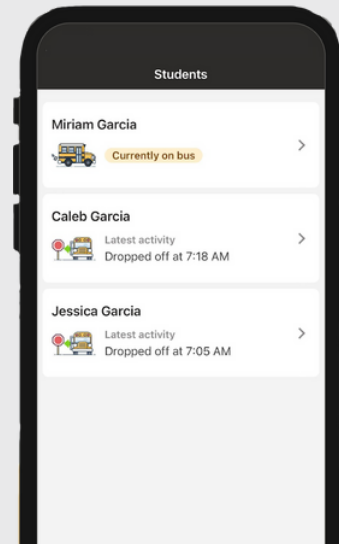 Students
Miriam Garcia
Currently on bus
Caleb Garcia
Latest activity
Dropped off at 7:18 AM
Jessica Garcia
Latest activity
Dropped off at 7:05 AM